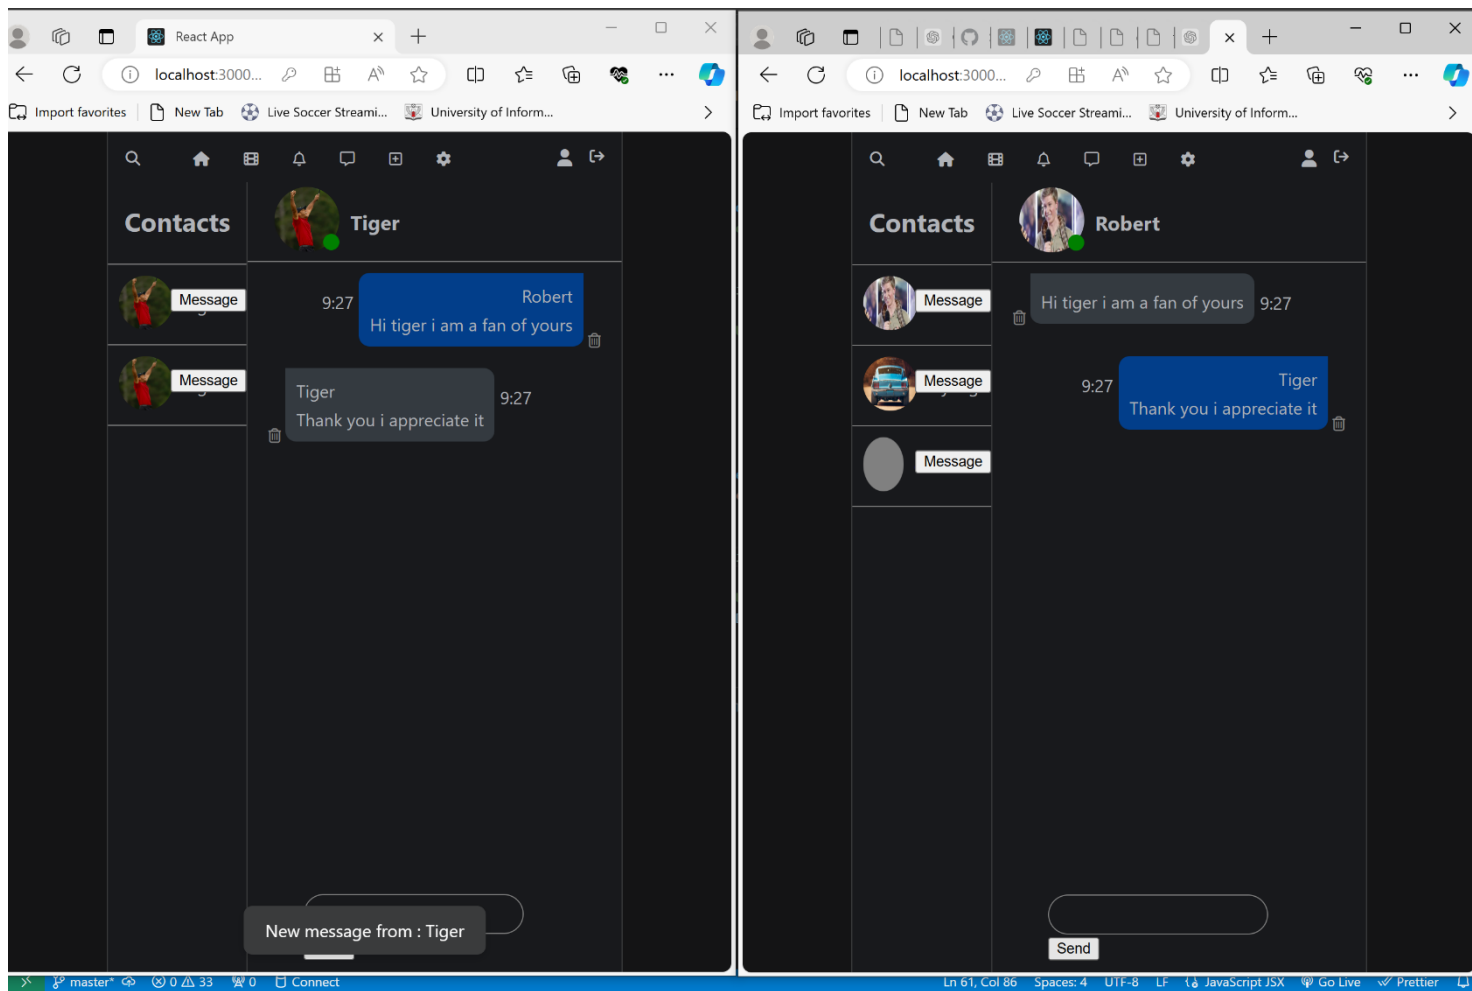 React App
localhost:3000...
Import favorites
New Tab
Live Soccer Streami...
University of Inform...
Contacts
Tiger
Message
Message
9:27
Robert
Hi tiger i am a fan of yours
Tiger
Thank you i appreciate it
9:27
New message from : Tiger
localhost:3000...
Import favorites
New Tab
Live Soccer Streami...
University of Inform...
Contacts
Robert
Message
Message
Message
Hi tiger i am a fan of yours
9:27
9:27
Tiger
Thank you i appreciate it
Send
master*
0
33
0
Connect
Ln 61, Col 86
Spaces: 4
UTF-8
LF
JavaScript JSX
Go Live
Prettier